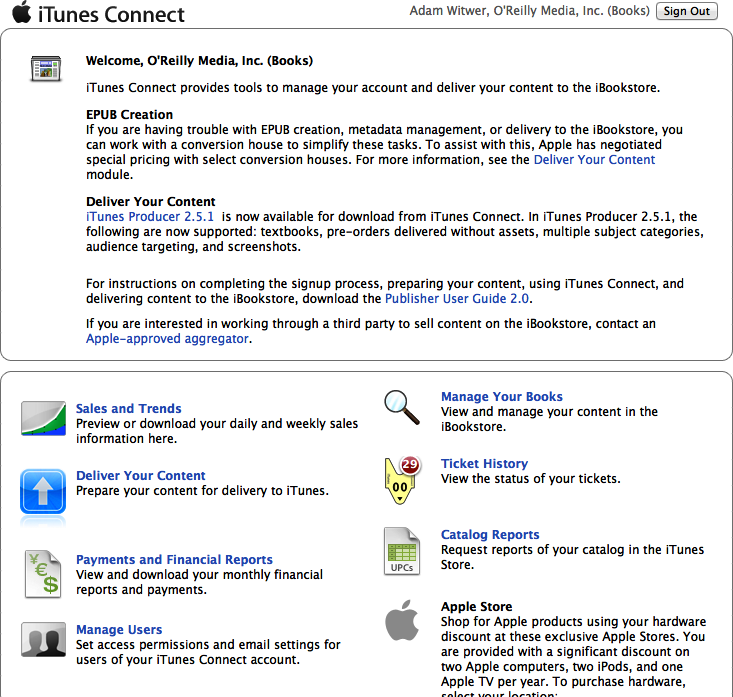 iTunes Connect
Adam Witwer, O'Reilly Media, Inc. (Books)
Sign Out
Welcome, O'Reilly Media, Inc. (Books)
iTunes Connect provides tools to manage your account and deliver your content to the iBookstore.
EPUB Creation
If you are having trouble with EPUB creation, metadata management, or delivery to the iBookstore, you
can work with a conversion house to simplify these tasks. To assist with this, Apple has negotiated
special pricing with select conversion houses. For more information, see the Deliver Your Content
module.
Deliver Your Content
iTunes Producer 2.5.1 is now available for download from iTunes Connect. In iTunes Producer 2.5.1, the
following are now supported: textbooks, pre-orders delivered without assets, multiple subject categories,
audience targeting, and screenshots.
For instructions on completing the signup process, preparing your content, using iTunes Connect, and
delivering content to the iBookstore, download the Publisher User Guide 2.0.
If you are interested in working through a third party to sell content on the iBookstore, contact an
Apple-approved aggregator.
Sales and Trends
Preview or download your daily and weekly sales
information here.
Deliver Your Content
Prepare your content for delivery to iTunes.
¥
€
$
Payments and Financial Reports
View and download your monthly financial
reports and payments.
Manage Users
Set access permissions and email settings for
users of your iTunes Connect account.
Manage Your Books
View and manage your content in the
iBookstore.
29
00
Ticket History
View the status of your tickets.
UPCs
Catalog Reports
Request reports of your catalog in the iTunes
Store.
Apple Store
Shop for Apple products using your hardware
discount at these exclusive Apple Stores. You
are provided with a significant discount on
two Apple computers, two iPods, and one
Apple TV per year. To purchase hardware,
select your location: